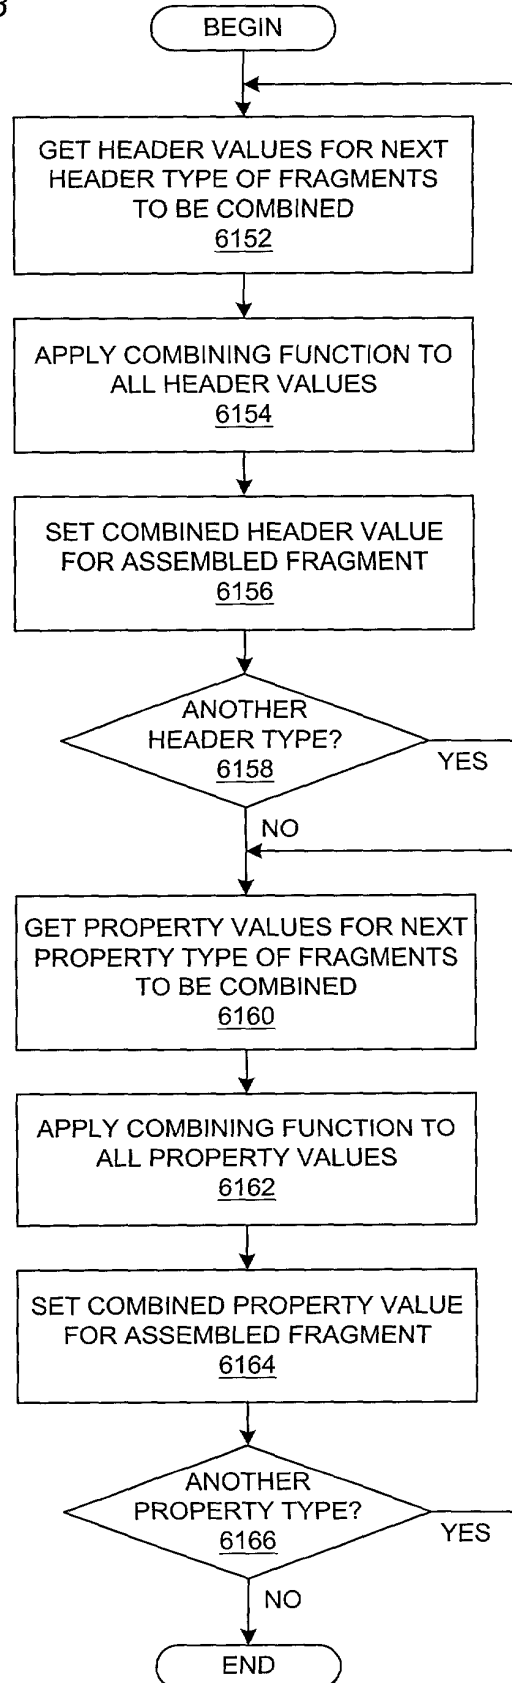 BEGIN
GET HEADER VALUES FOR NEXT
HEADER TYPE OF FRAGMENTS
TO BE COMBINED
6152
APPLY COMBINING FUNCTION TO
ALL HEADER VALUES
6154
SET COMBINED HEADER VALUE
FOR ASSEMBLED FRAGMENT
6156
ANOTHER
HEADER TYPE?
6158
YES
NO
GET PROPERTY VALUES FOR NEXT
PROPERTY TYPE OF FRAGMENTS
TO BE COMBINED
6160
APPLY COMBINING FUNCTION TO
ALL PROPERTY VALUES
6162
SET COMBINED PROPERTY VALUE
FOR ASSEMBLED FRAGMENT
6164
ANOTHER
PROPERTY TYPE?
6166
YES
NO
END